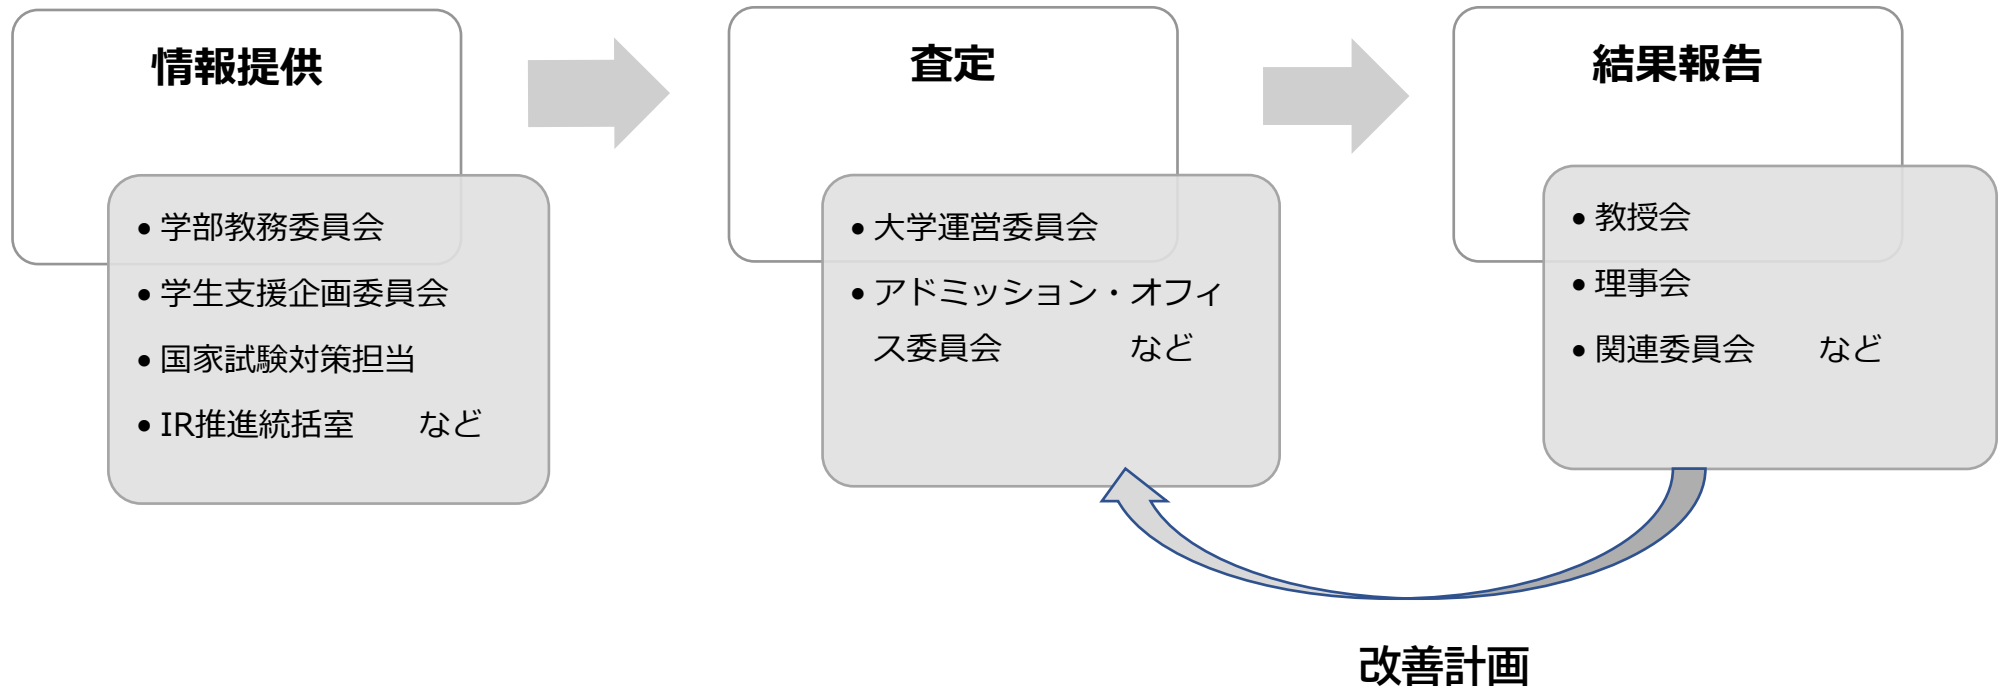 情報提供
• 学部教務委員会
• 学生支援企画委員会
• 国家試験対策担当
• IR推進統括室　　など
査定
• 大学運営委員会
• アドミッション・オフィ
ス委員会　　　　など
結果報告
• 教授会
• 理事会
• 関連委員会　　など
改善計画